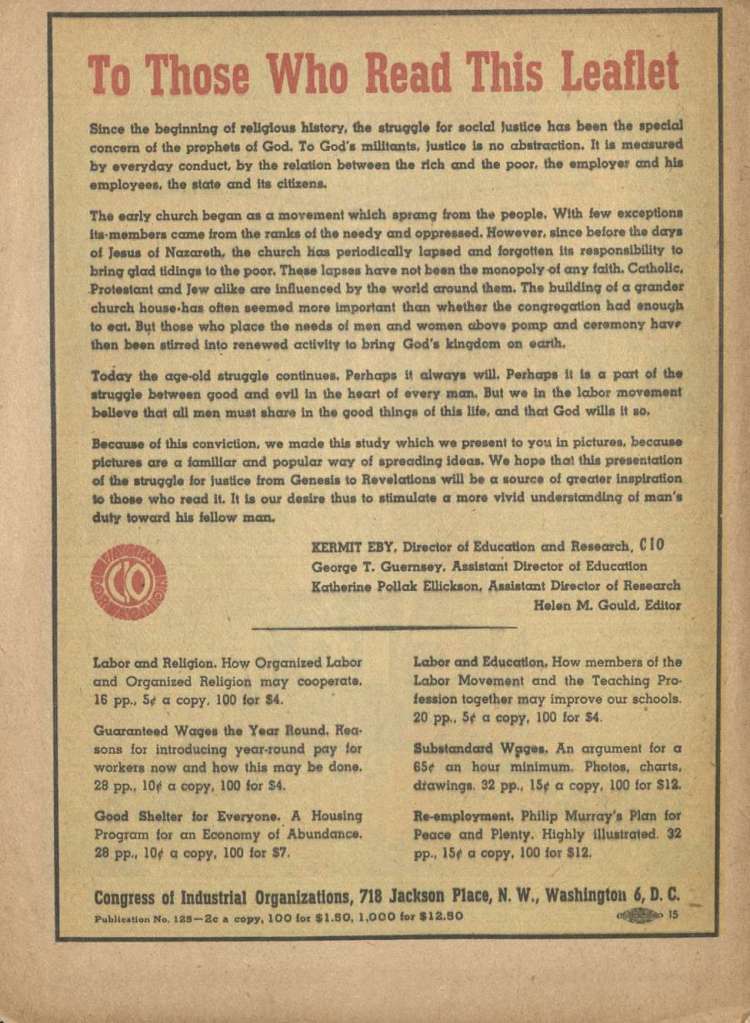 To Those Who Read This Leaflet
Since the beginning of religious history, the struggle for social justice has been the special
concern of the prophets of God. To God's militants, justice is no abstraction. It is measured
by everyday conduct, by the relation between the rich and the poor, the employer and his
employees, the state and its citizens.
The early church began as a movement which sprang from the people. With few exceptions
its members came from the ranks of the needy and oppressed. However, since before the days
of Jesus of Nazareth, the church has periodically lapsed and forgotten its responsibility to
bring glad tidings to the poor. These lapses have not been the monopoly of any faith. Catholic,
Protestant and Jew alike are influenced by the world around them. The building of a grander
church house has often seemed more important than whether the congregation had enough
to eat. But those who place the needs of men and women above pomp and ceremony have
then been stirred into renewed activity to bring God's kingdom on earth.
Today the age-old struggle continues. Perhaps it always will. Perhaps it is a part of the
struggle between good and evil in the heart of every man. But we in the labor movement
believe that all men must share in the good things of this life, and that God wills it so.
Because of this conviction, we made this study which we present to you in pictures, because
pictures are a familiar and popular way of spreading ideas. We hope that this presentation
of the struggle for justice from Genesis to Revelations will be a source of greater inspiration
to those who read it. It is our desire thus to stimulate a more vivid understanding of man's
duty toward his fellow man.
KERMIT EBY, Director of Education and Research, CIO
George T. Guernsey, Assistant Director of Education
Katherine Pollak Ellickson, Assistant Director of Research
Helen M. Gould, Editor
CIO
Labor and Religion. How Organized Labor
and Organized Religion may cooperate.
16 pp., 5¢ a copy, 100 for $4.
Guaranteed Wages the Year Round. Rea-
sons for introducing year-round pay for
workers now and how this may be done.
28 pp., 10¢ a copy, 100 for $4.
Good Shelter for Everyone. A Housing
Program for an Economy of Abundance.
28 pp., 10¢ a copy, 100 for $7.
Labor and Education. How members of the
Labor Movement and the Teaching Pro-
fession together may improve our schools.
20 pp., 5¢ a copy, 100 for $4.
Substandard Wages. An argument for a
65¢ an hour minimum. Photos, charts,
drawings. 32 pp., 15¢ a copy, 100 for $12.
Re-employment. Philip Murray's Plan for
Peace and Plenty. Highly illustrated. 32
pp., 15¢ a copy, 100 for $12.
Congress of Industrial Organizations, 718 Jackson Place, N. W., Washington 6, D. C.
Publication No. 125—2c a copy, 100 for $1.50, 1,000 for $12.50
15